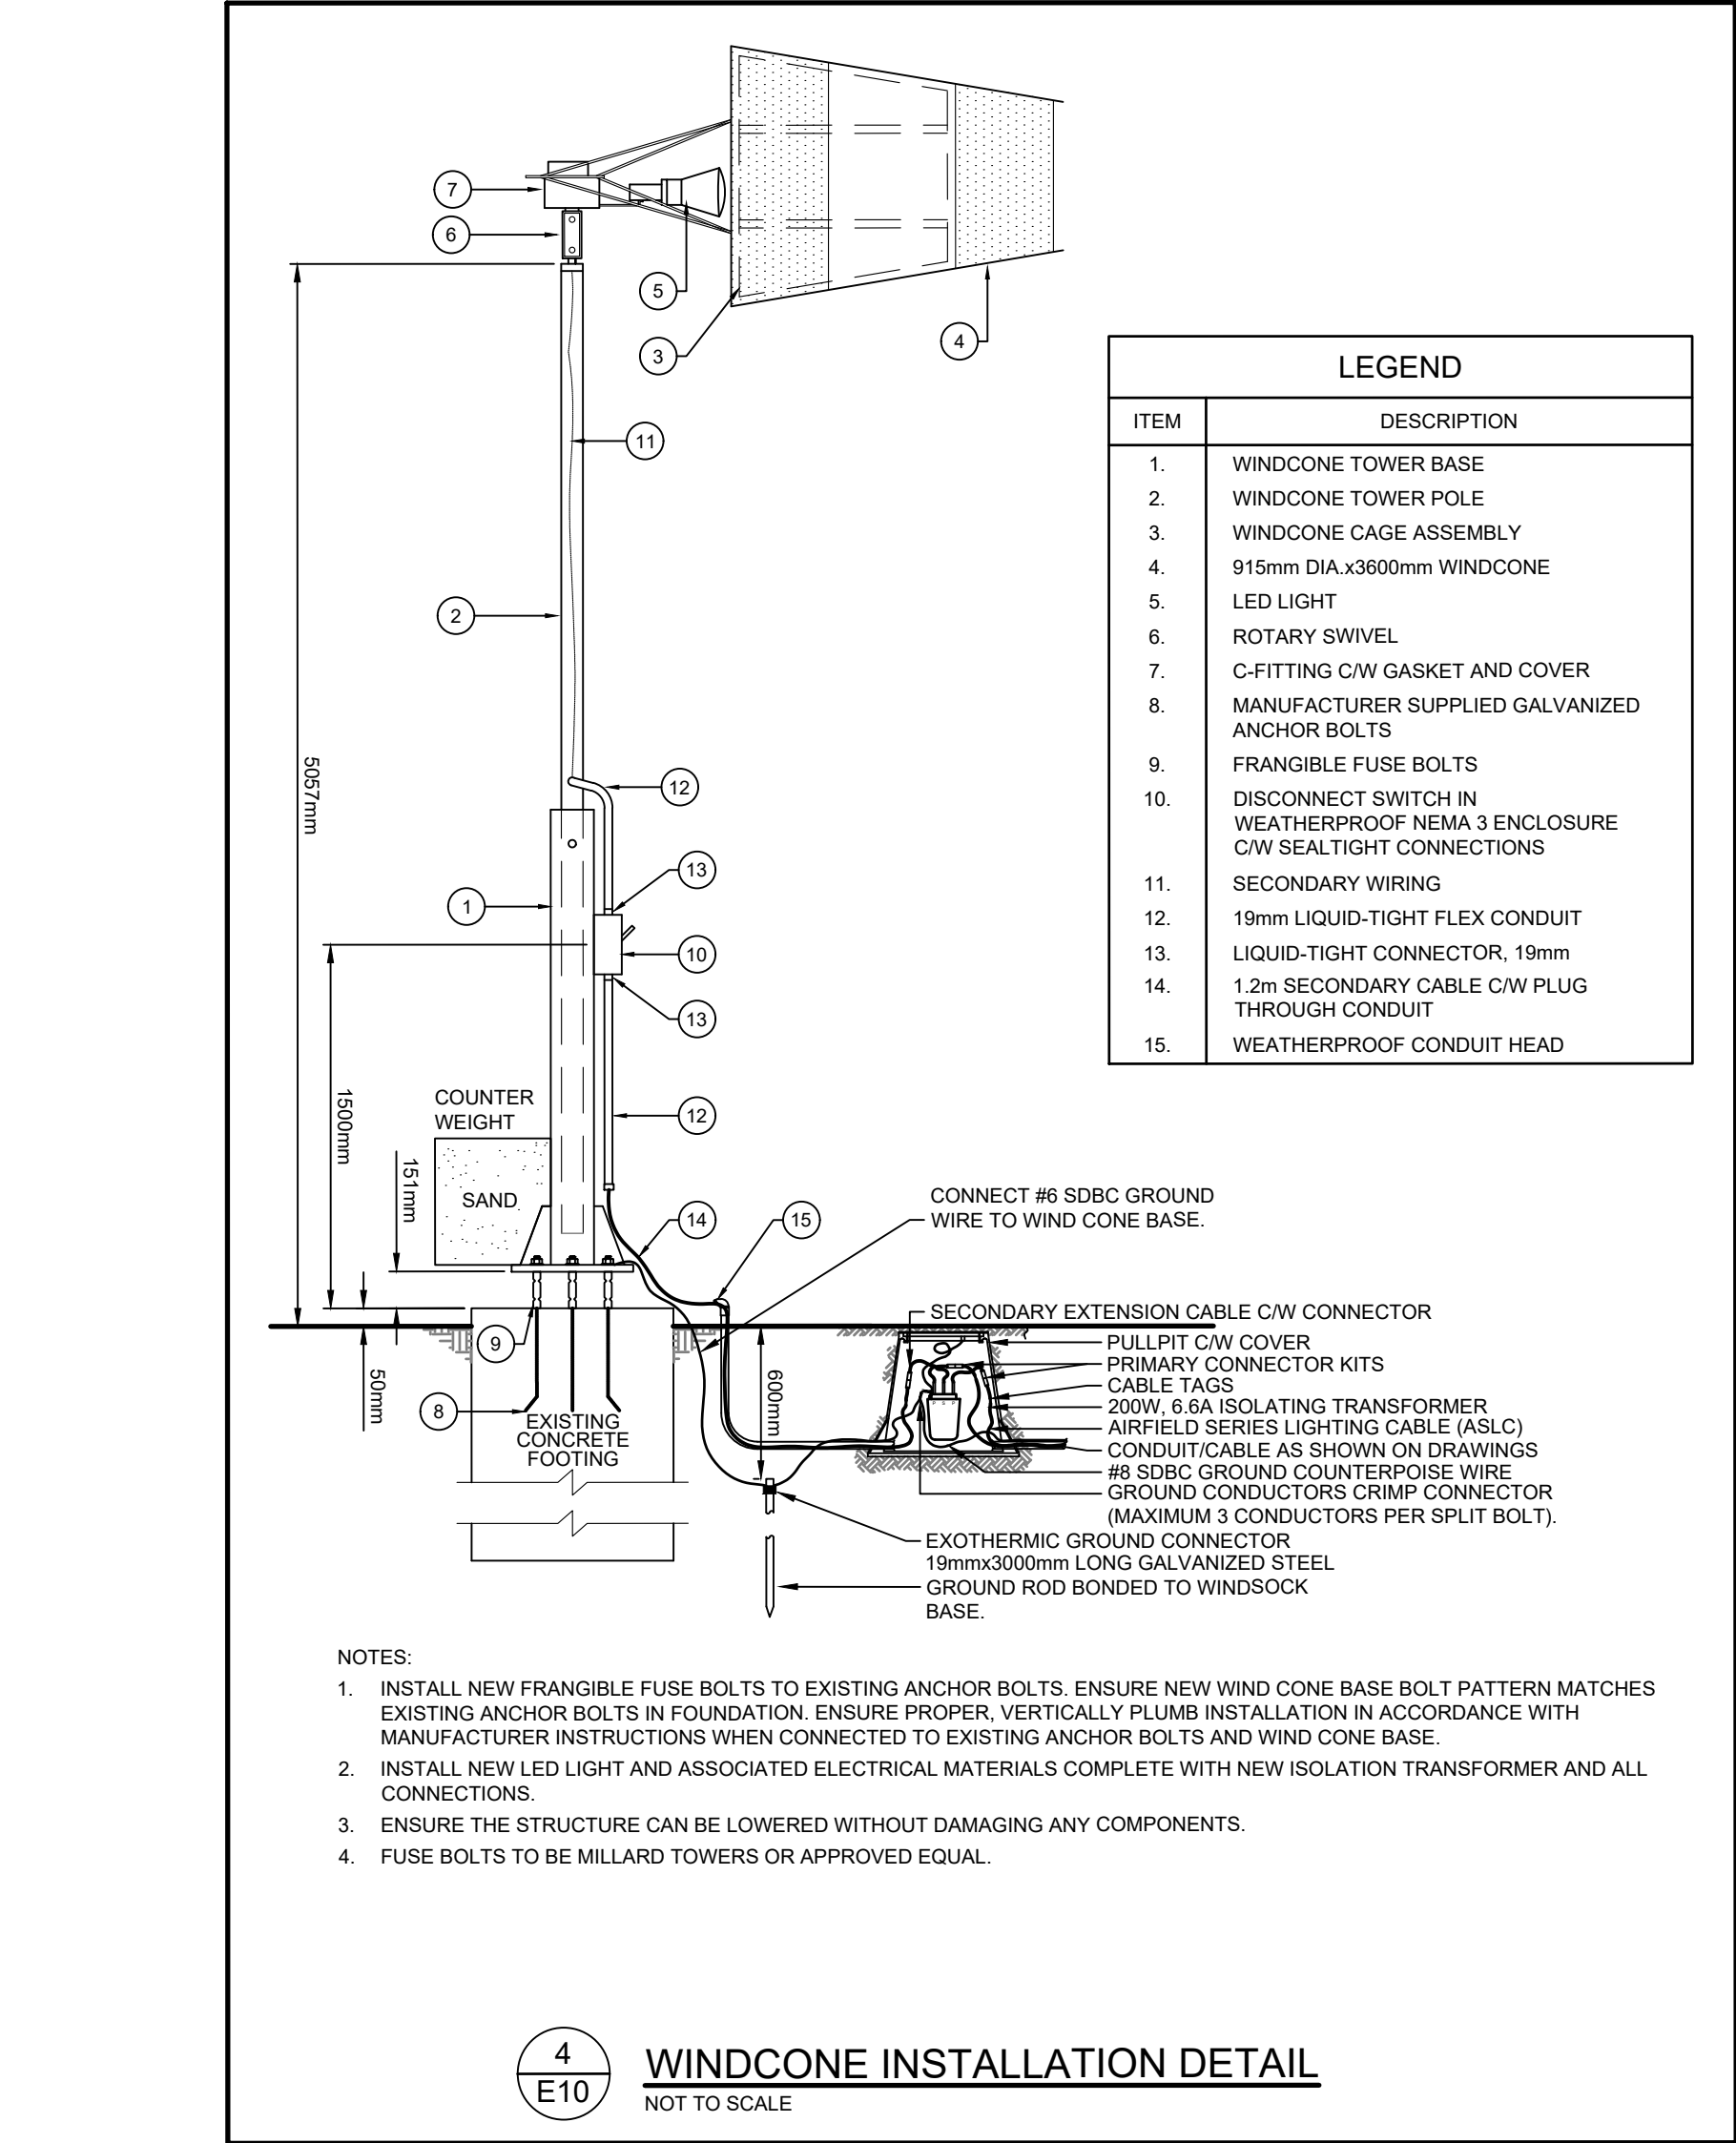 7
6
5
3
4
11
2
12
13
1
10
13
12
14
15
9
8
5057mm
1500mm
151mm
50mm
600mm
COUNTER
WEIGHT
SAND
EXISTING
CONCRETE
FOOTING
LEGEND
ITEM DESCRIPTION
1. WINDCONE TOWER BASE
2. WINDCONE TOWER POLE
3. WINDCONE CAGE ASSEMBLY
4. 915mm DIA.x3600mm WINDCONE
5. LED LIGHT
6. ROTARY SWIVEL
7. C-FITTING C/W GASKET AND COVER
8. MANUFACTURER SUPPLIED GALVANIZED
ANCHOR BOLTS
9. FRANGIBLE FUSE BOLTS
10. DISCONNECT SWITCH IN
WEATHERPROOF NEMA 3 ENCLOSURE
C/W SEALTIGHT CONNECTIONS
11. SECONDARY WIRING
12. 19mm LIQUID-TIGHT FLEX CONDUIT
13. LIQUID-TIGHT CONNECTOR, 19mm
14. 1.2m SECONDARY CABLE C/W PLUG
THROUGH CONDUIT
15. WEATHERPROOF CONDUIT HEAD
CONNECT #6 SDBC GROUND
WIRE TO WIND CONE BASE.
SECONDARY EXTENSION CABLE C/W CONNECTOR
PULLPIT C/W COVER
PRIMARY CONNECTOR KITS
CABLE TAGS
200W, 6.6A ISOLATING TRANSFORMER
AIRFIELD SERIES LIGHTING CABLE (ASLC)
CONDUIT/CABLE AS SHOWN ON DRAWINGS
#8 SDBC GROUND COUNTERPOISE WIRE
GROUND CONDUCTORS CRIMP CONNECTOR
(MAXIMUM 3 CONDUCTORS PER SPLIT BOLT).
P S P
EXOTHERMIC GROUND CONNECTOR
19mmx3000mm LONG GALVANIZED STEEL
GROUND ROD BONDED TO WINDSOCK
BASE.
NOTES:
1. INSTALL NEW FRANGIBLE FUSE BOLTS TO EXISTING ANCHOR BOLTS. ENSURE NEW WIND CONE BASE BOLT PATTERN MATCHES
EXISTING ANCHOR BOLTS IN FOUNDATION. ENSURE PROPER, VERTICALLY PLUMB INSTALLATION IN ACCORDANCE WITH
MANUFACTURER INSTRUCTIONS WHEN CONNECTED TO EXISTING ANCHOR BOLTS AND WIND CONE BASE.
2. INSTALL NEW LED LIGHT AND ASSOCIATED ELECTRICAL MATERIALS COMPLETE WITH NEW ISOLATION TRANSFORMER AND ALL
CONNECTIONS.
3. ENSURE THE STRUCTURE CAN BE LOWERED WITHOUT DAMAGING ANY COMPONENTS.
4. FUSE BOLTS TO BE MILLARD TOWERS OR APPROVED EQUAL.
4
E10
WINDCONE INSTALLATION DETAIL
NOT TO SCALE